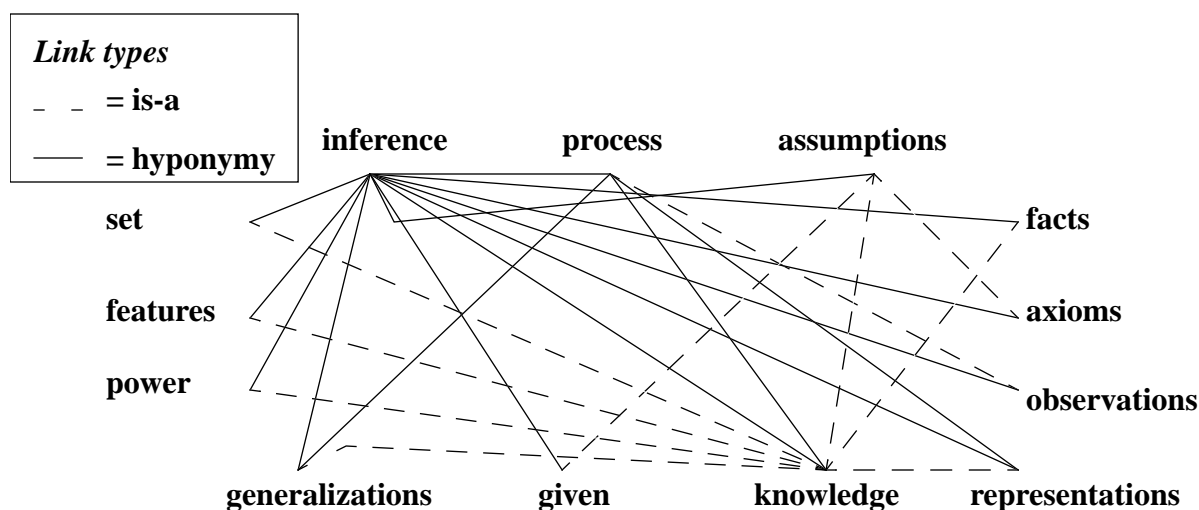 Link types
= is-a
= hyponymy
inference process assumptions
set facts
features axioms
power observations
generalizations given knowledge representations